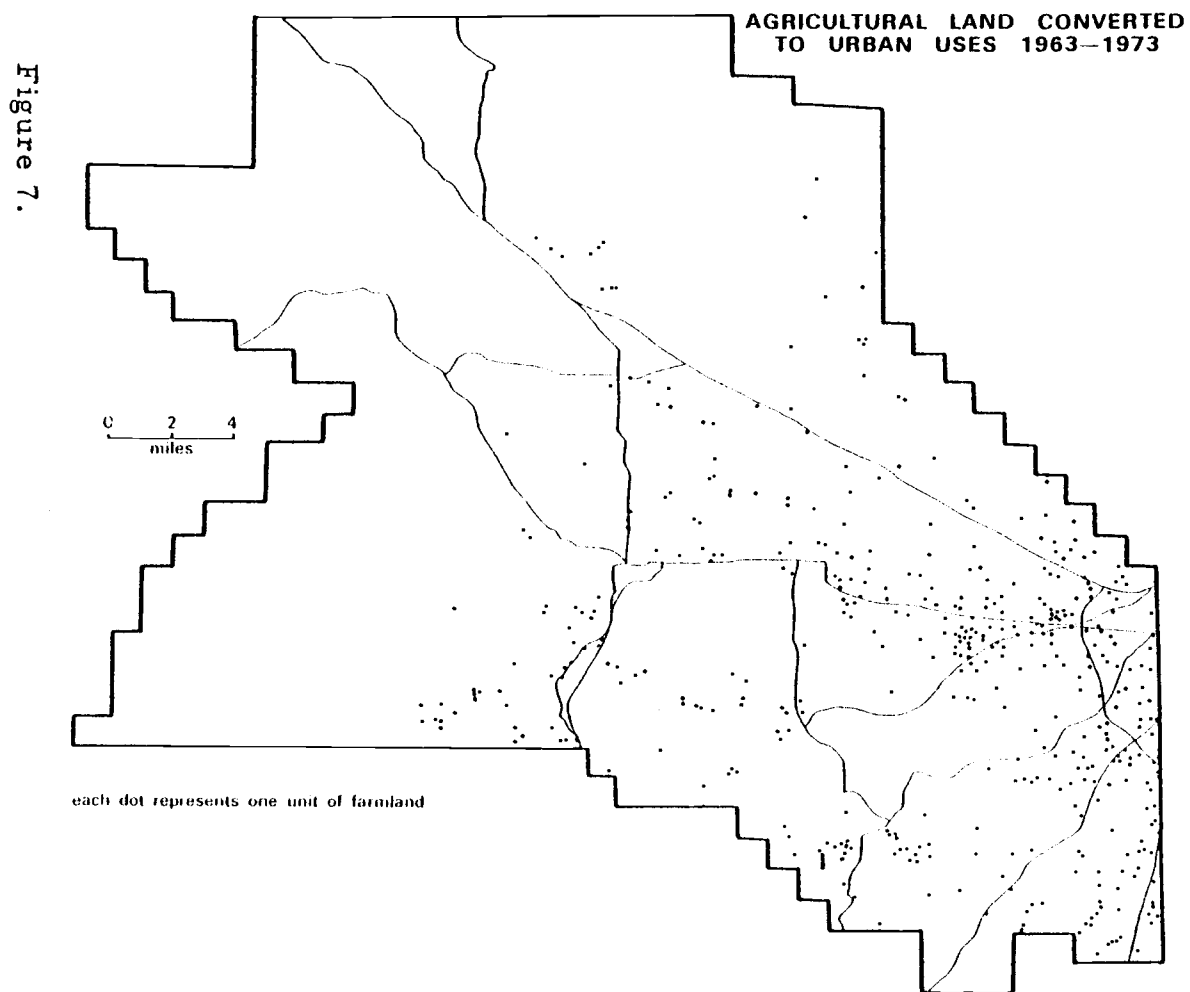 AGRICULTURAL LAND CONVERTED
TO URBAN USES 1963–1973
Figure 7.
0 2 4
miles
each dot represents one unit of farmland